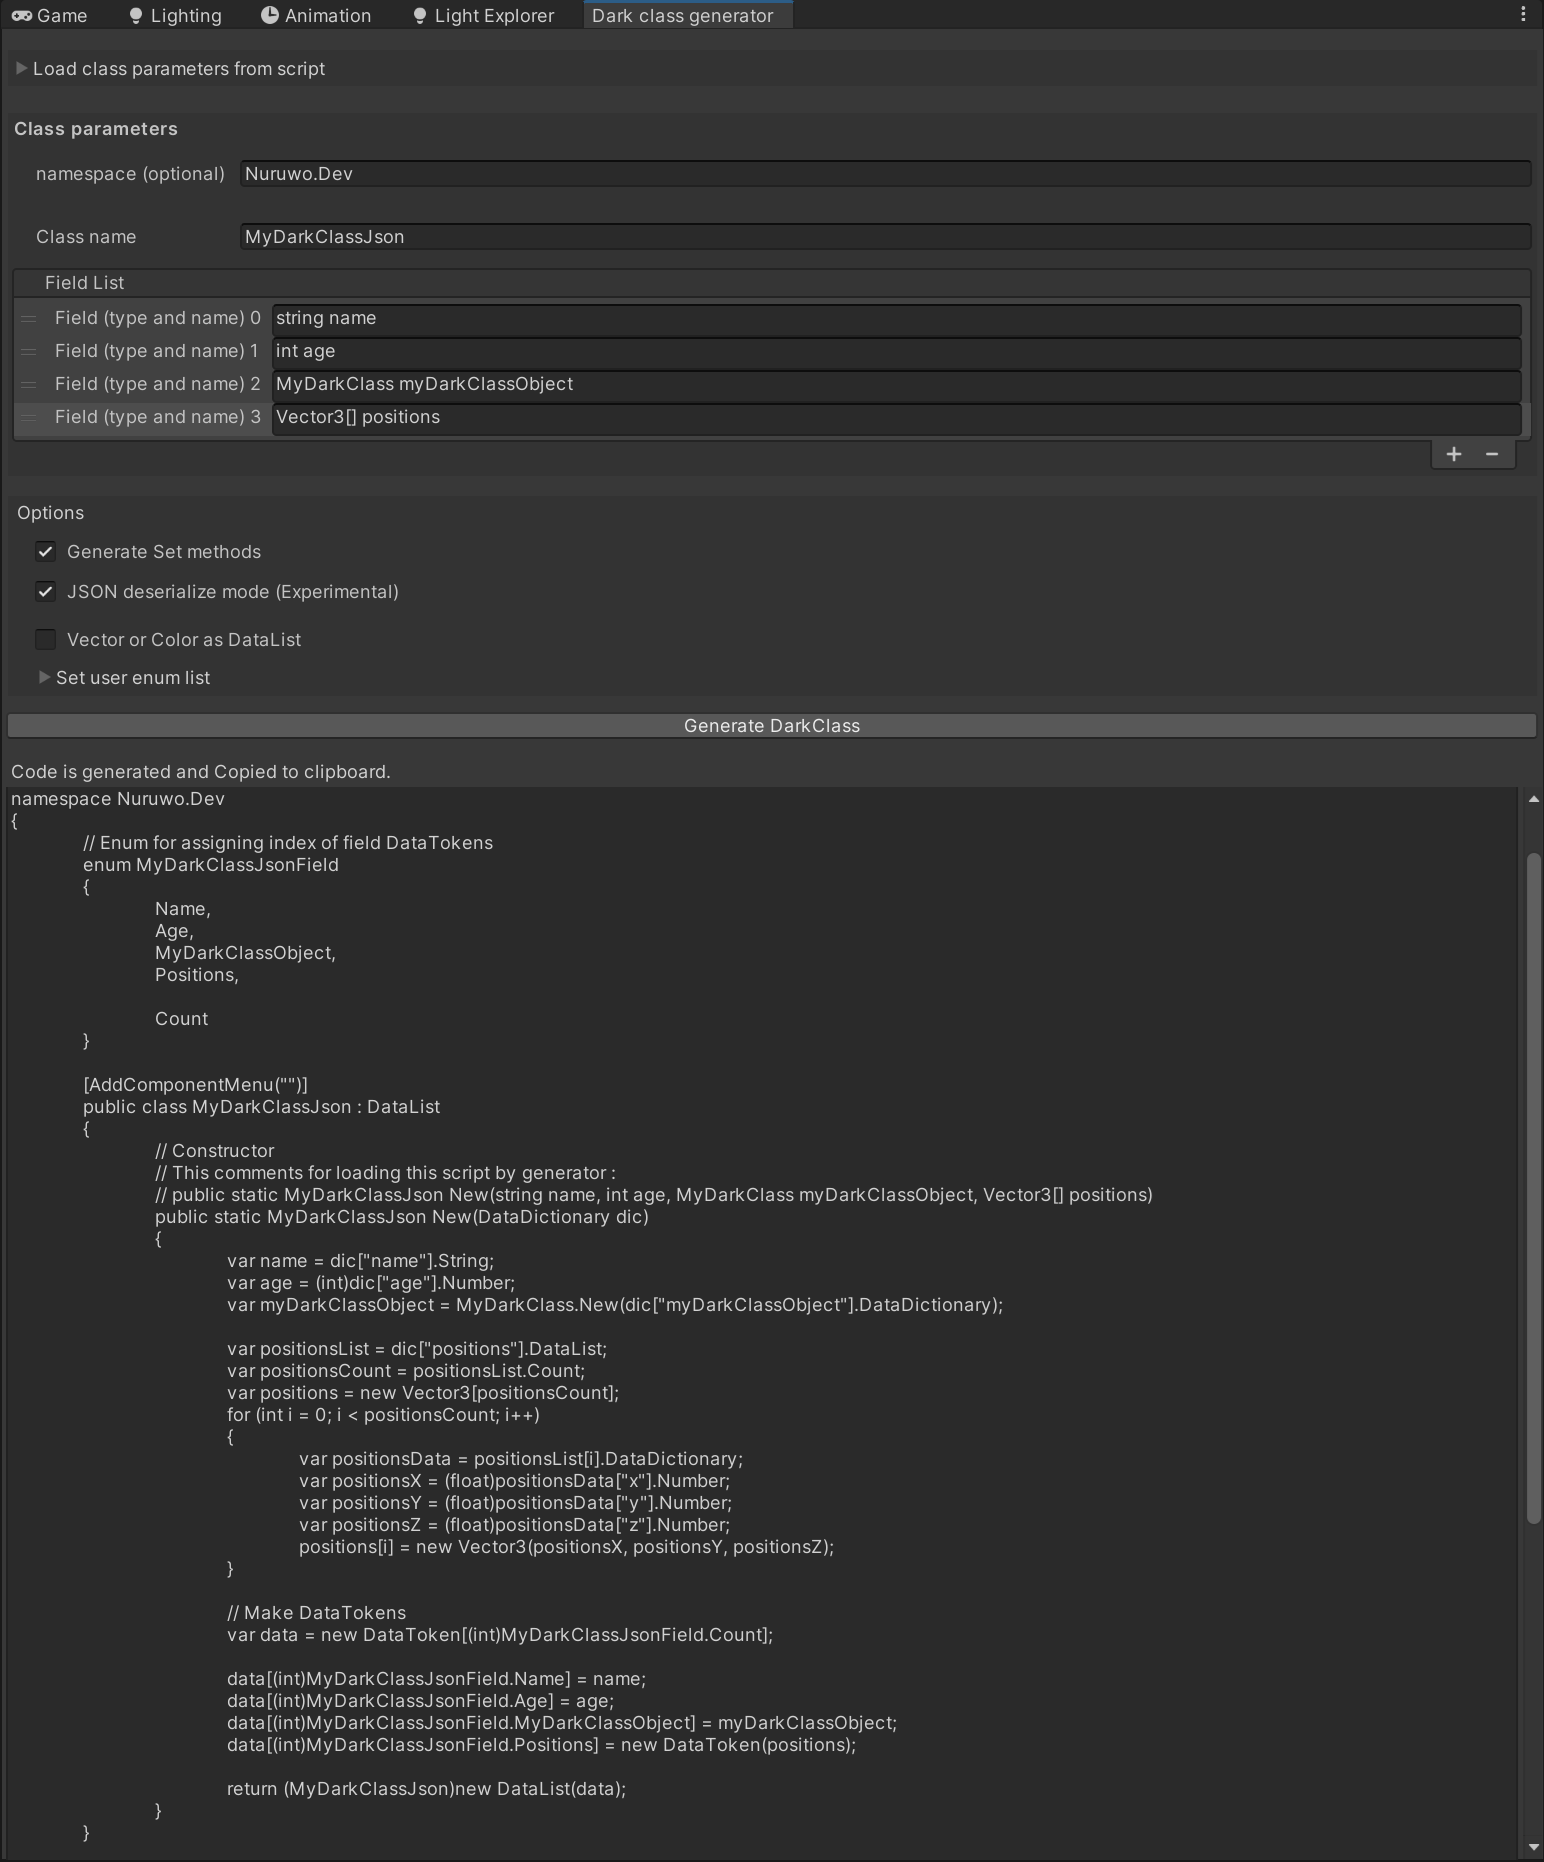 Game Lighting Animation Light Explorer Dark class generator
Load class parameters from script
Class parameters
namespace (optional) Nuruwo.Dev
Class name MyDarkClassJson
Field List
Field (type and name) 0 string name
Field (type and name) 1 int age
Field (type and name) 2 MyDarkClass myDarkClassObject
Field (type and name) 3 Vector3[] positions
+ −
Options
Generate Set methods
JSON deserialize mode (Experimental)
Vector or Color as DataList
Set user enum list
Generate DarkClass
Code is generated and Copied to clipboard.
namespace Nuruwo.Dev
{
// Enum for assigning index of field DataTokens
enum MyDarkClassJsonField
{
Name,
Age,
MyDarkClassObject,
Positions,
Count
}
[AddComponentMenu("")]
public class MyDarkClassJson : DataList
{
// Constructor
// This comments for loading this script by generator :
// public static MyDarkClassJson New(string name, int age, MyDarkClass myDarkClassObject, Vector3[] positions)
public static MyDarkClassJson New(DataDictionary dic)
{
var name = dic["name"].String;
var age = (int)dic["age"].Number;
var myDarkClassObject = MyDarkClass.New(dic["myDarkClassObject"].DataDictionary);
var positionsList = dic["positions"].DataList;
var positionsCount = positionsList.Count;
var positions = new Vector3[positionsCount];
for (int i = 0; i < positionsCount; i++)
{
var positionsData = positionsList[i].DataDictionary;
var positionsX = (float)positionsData["x"].Number;
var positionsY = (float)positionsData["y"].Number;
var positionsZ = (float)positionsData["z"].Number;
positions[i] = new Vector3(positionsX, positionsY, positionsZ);
}
// Make DataTokens
var data = new DataToken[(int)MyDarkClassJsonField.Count];
data[(int)MyDarkClassJsonField.Name] = name;
data[(int)MyDarkClassJsonField.Age] = age;
data[(int)MyDarkClassJsonField.MyDarkClassObject] = myDarkClassObject;
data[(int)MyDarkClassJsonField.Positions] = new DataToken(positions);
return (MyDarkClassJson)new DataList(data);
}
}